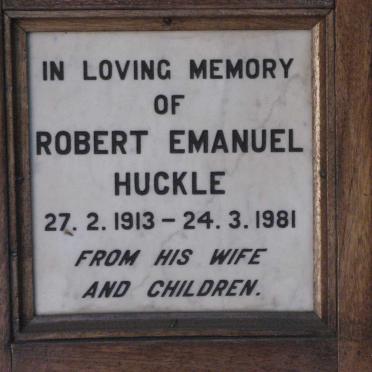 IN LOVING MEMORY
OF
ROBERT EMANUEL
HUCKLE
27. 2. 1913 – 24. 3. 1981
FROM HIS WIFE
AND CHILDREN.